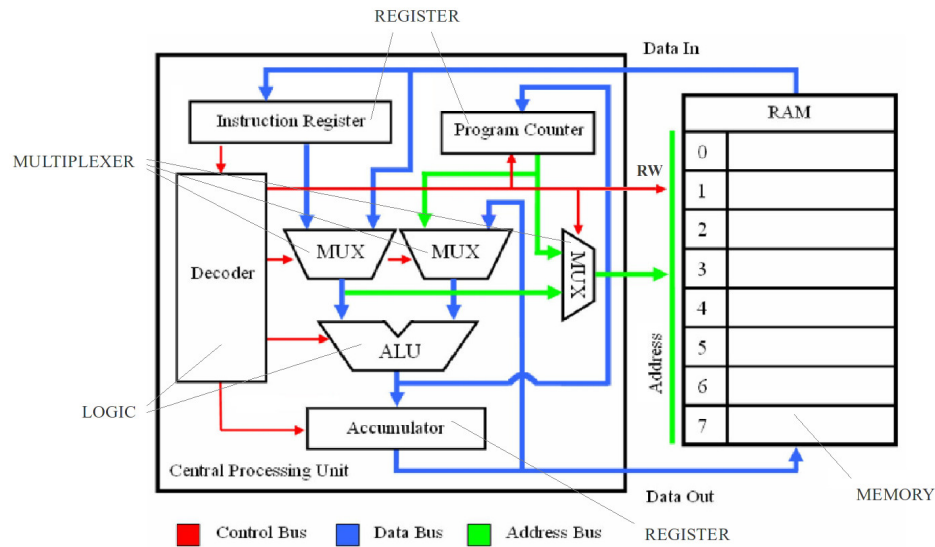 REGISTER
Data In
RAM
Instruction Register
Program Counter
0
MULTIPLEXER
RW
1
2
MUX
MUX
MUX
Decoder
3
4
ALU
5
Address
6
LOGIC
Accumulator
7
Central Processing Unit
Data Out
MEMORY
Control Bus
Data Bus
Address Bus
REGISTER